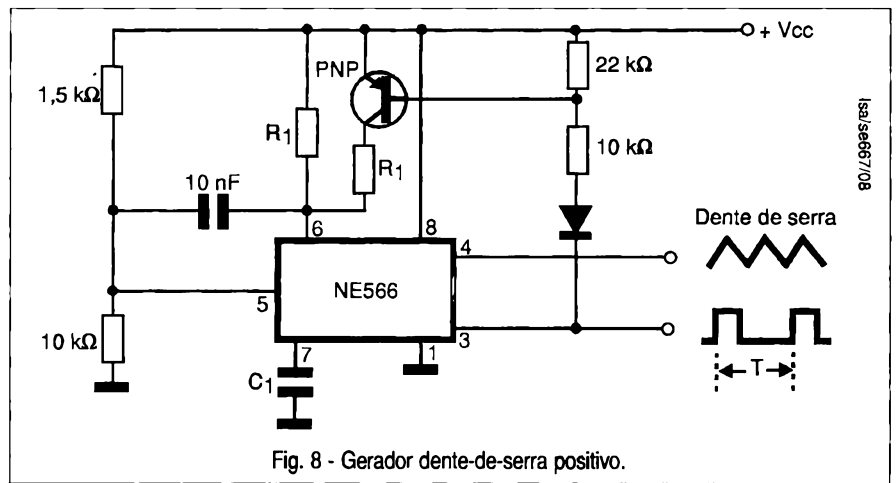 + Vcc
PNP
22 kΩ
1,5 kΩ
R1
R1
10 kΩ
10 nF
Isa/se667/08
Dente de serra
6
8
4
5
NE566
3
10 kΩ
7
1
C1
T
Fig. 8 - Gerador dente-de-serra positivo.